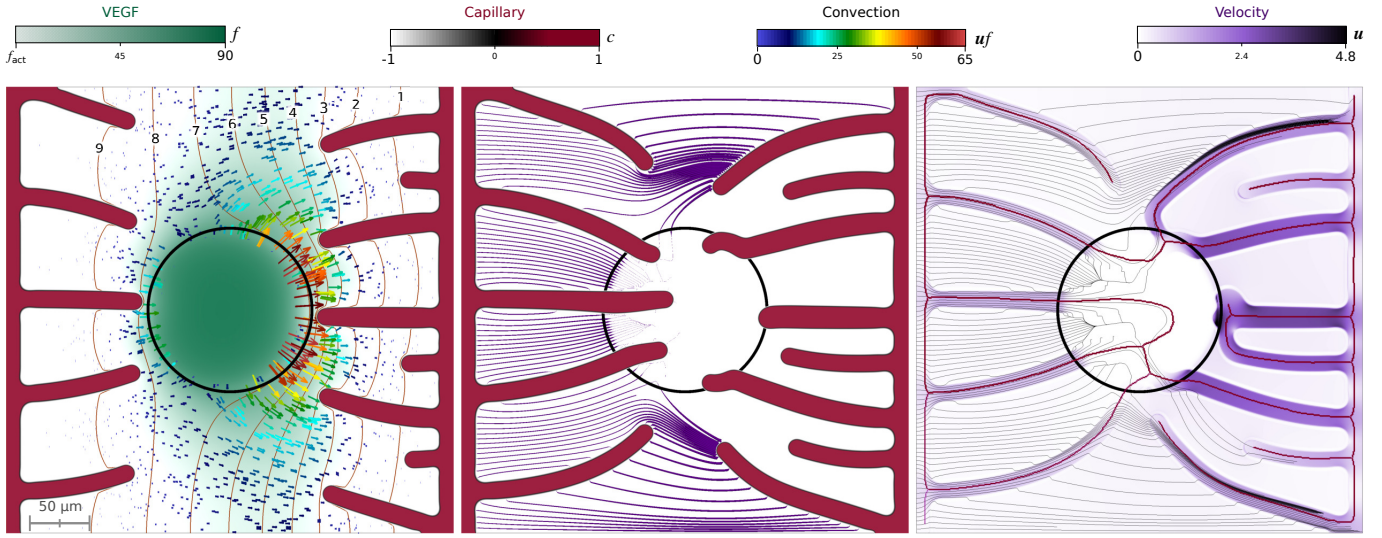 VEGF
f
f_act 45 90
Capillary
c
-1 0 1
Convection
uf
0 25 50 65
Velocity
u
0 2.4 4.8
9 8 7 6 5 4 3 2 1
50 µm